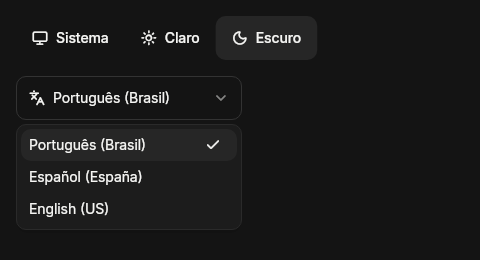 Sistema Claro Escuro
Português (Brasil)
Português (Brasil)
Español (España)
English (US)